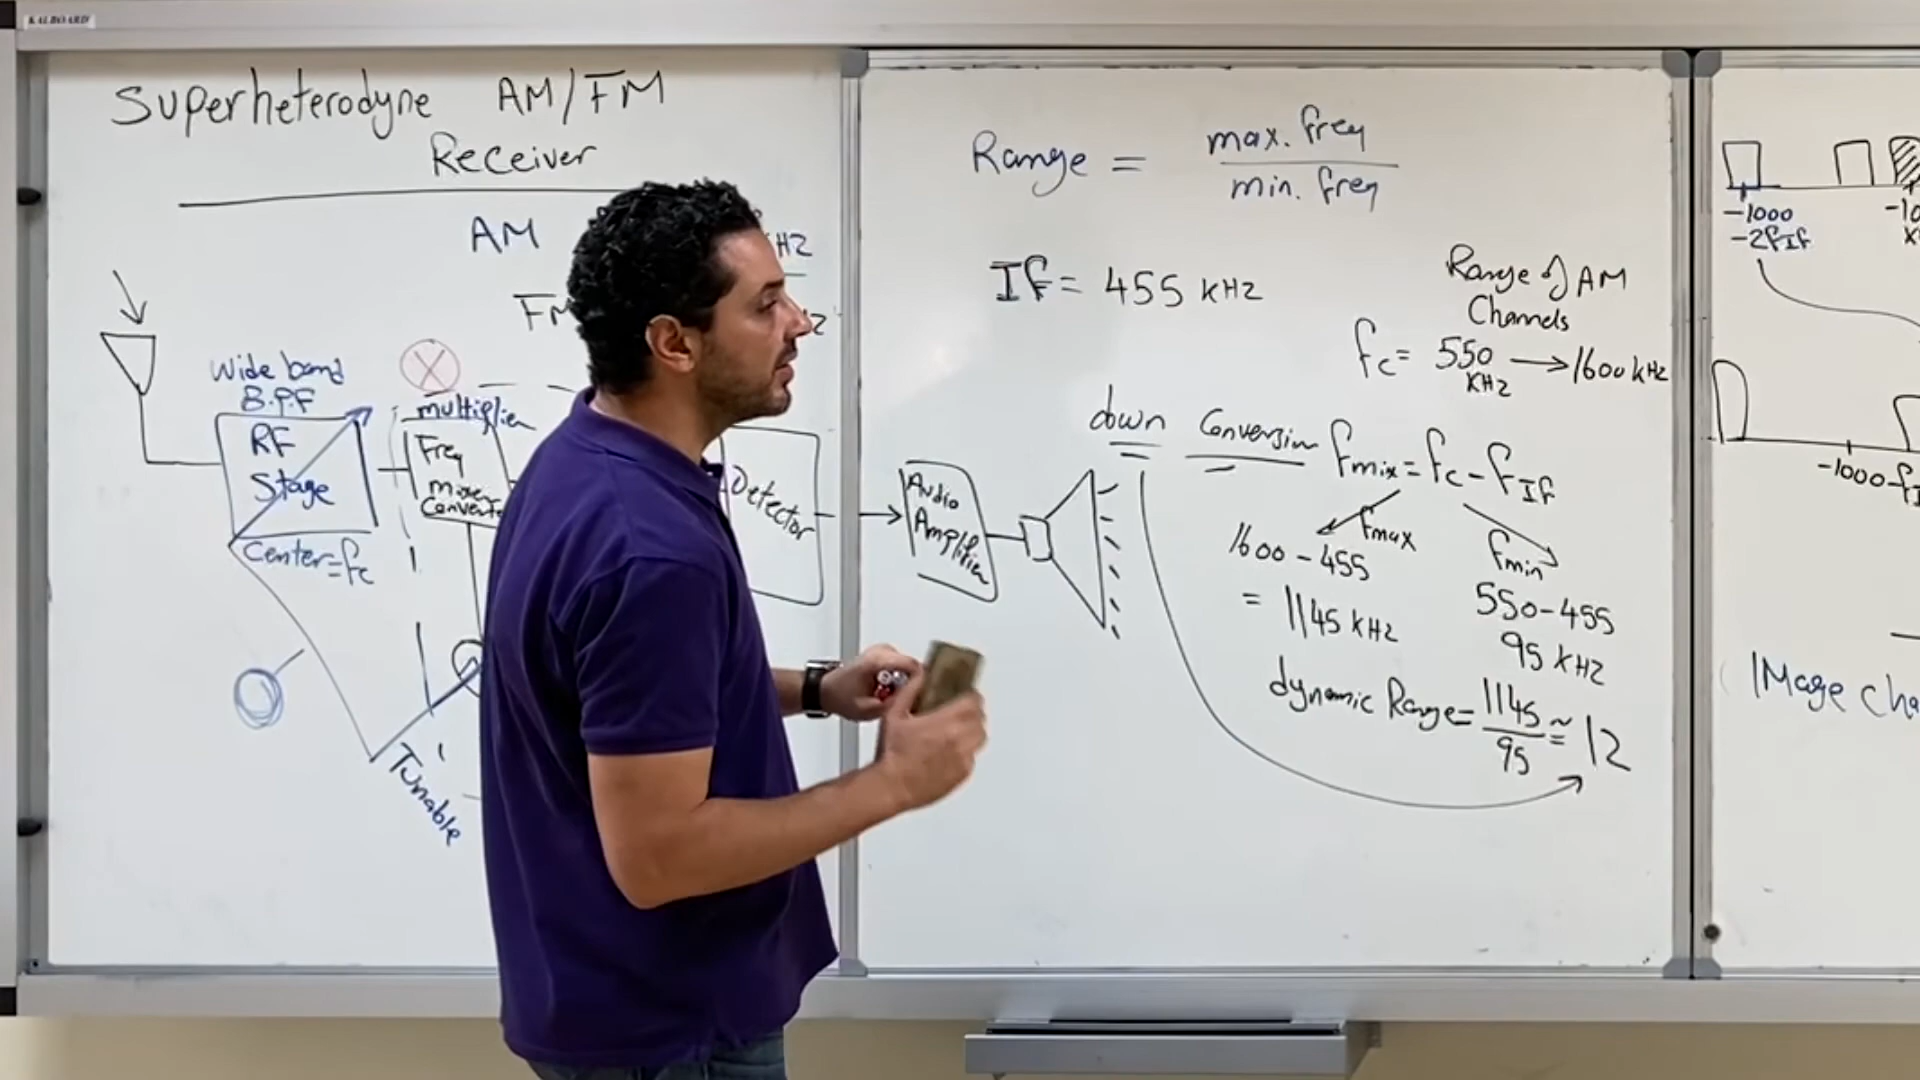 KALBOARD
Superheterodyne AM/FM
Receiver
AM
HZ
FM
Z
Wide band
B.P.F
RF
Stage
Center=fc
multiplier
Freq
mixer
Converte
Tunable
Detector
Audio
Amplifier
Range = max. freq
min. freq
IF = 455 KHZ
Range of AM
Channels
fc = 550 → 1600 KHZ
KHZ
down Conversion fmix = fc - fIF
fmax
1600 - 455
= 1145 KHZ
fmin
550-455
95 KHZ
dynamic Range = 1145 ≈ 12
95
-1000
-2fIF
-1000-fI
IMage Cha